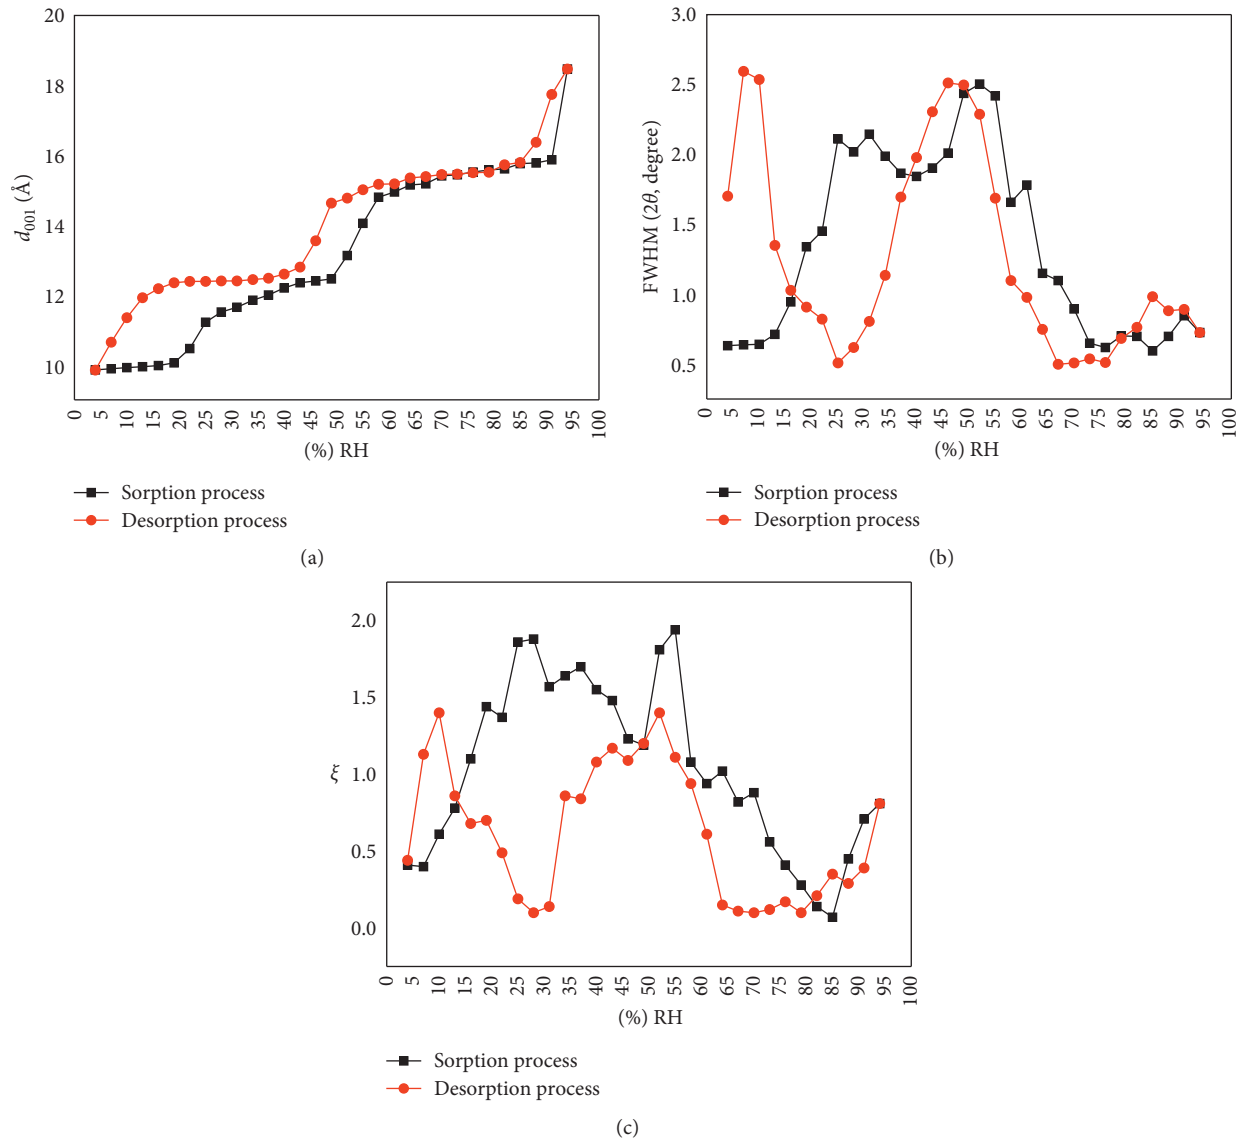 20
18
16
14
12
10
d001 (Å)
0 5 10 15 20 25 30 35 40 45 50 55 60 65 70 75 80 85 90 95 100
(%) RH
Sorption process
Desorption process
(a)
3.0
2.5
2.0
1.5
1.0
0.5
FWHM (2θ, degree)
0 5 10 15 20 25 30 35 40 45 50 55 60 65 70 75 80 85 90 95 100
(%) RH
Sorption process
Desorption process
(b)
2.0
1.5
1.0
0.5
0.0
ξ
0 5 10 15 20 25 30 35 40 45 50 55 60 65 70 75 80 85 90 95 100
(%) RH
Sorption process
Desorption process
(c)